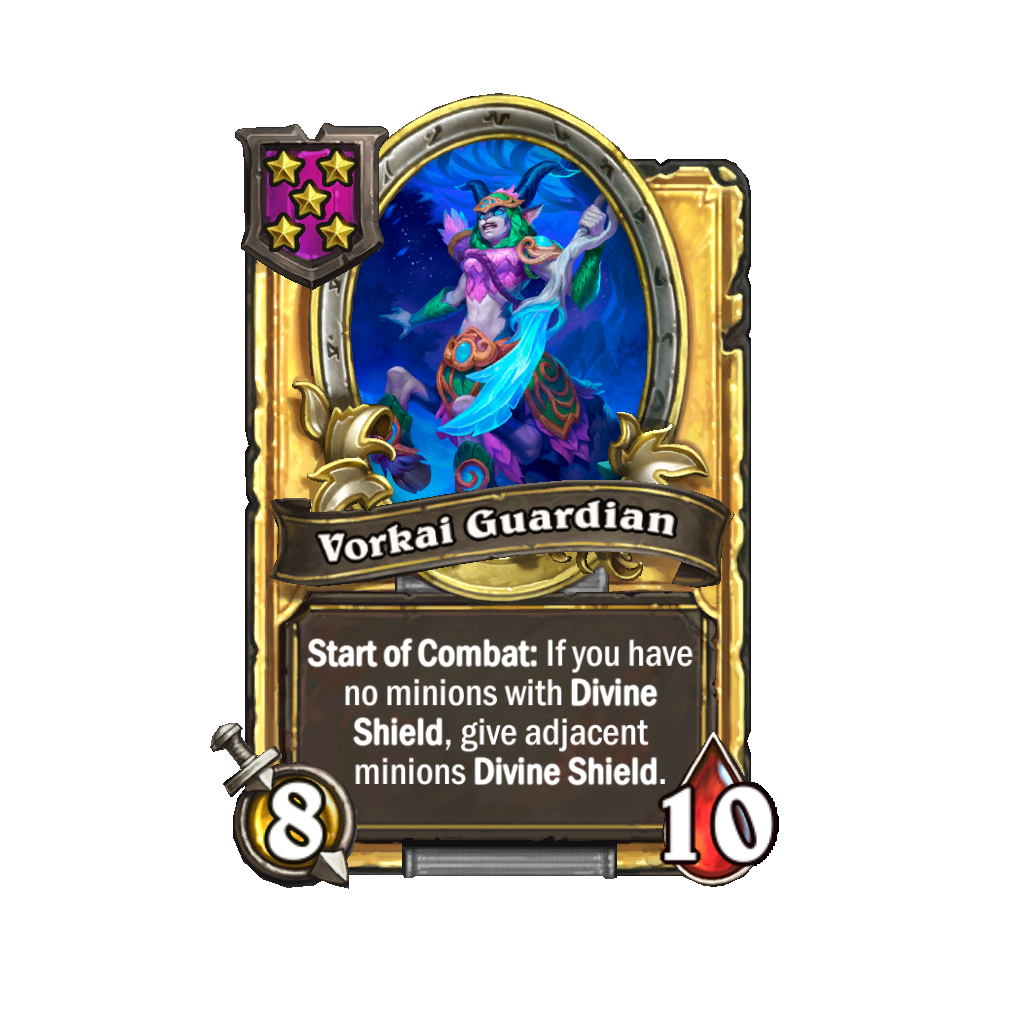 Vorkai Guardian
Start of Combat: If you have
no minions with Divine
Shield, give adjacent
minions Divine Shield.
8
10